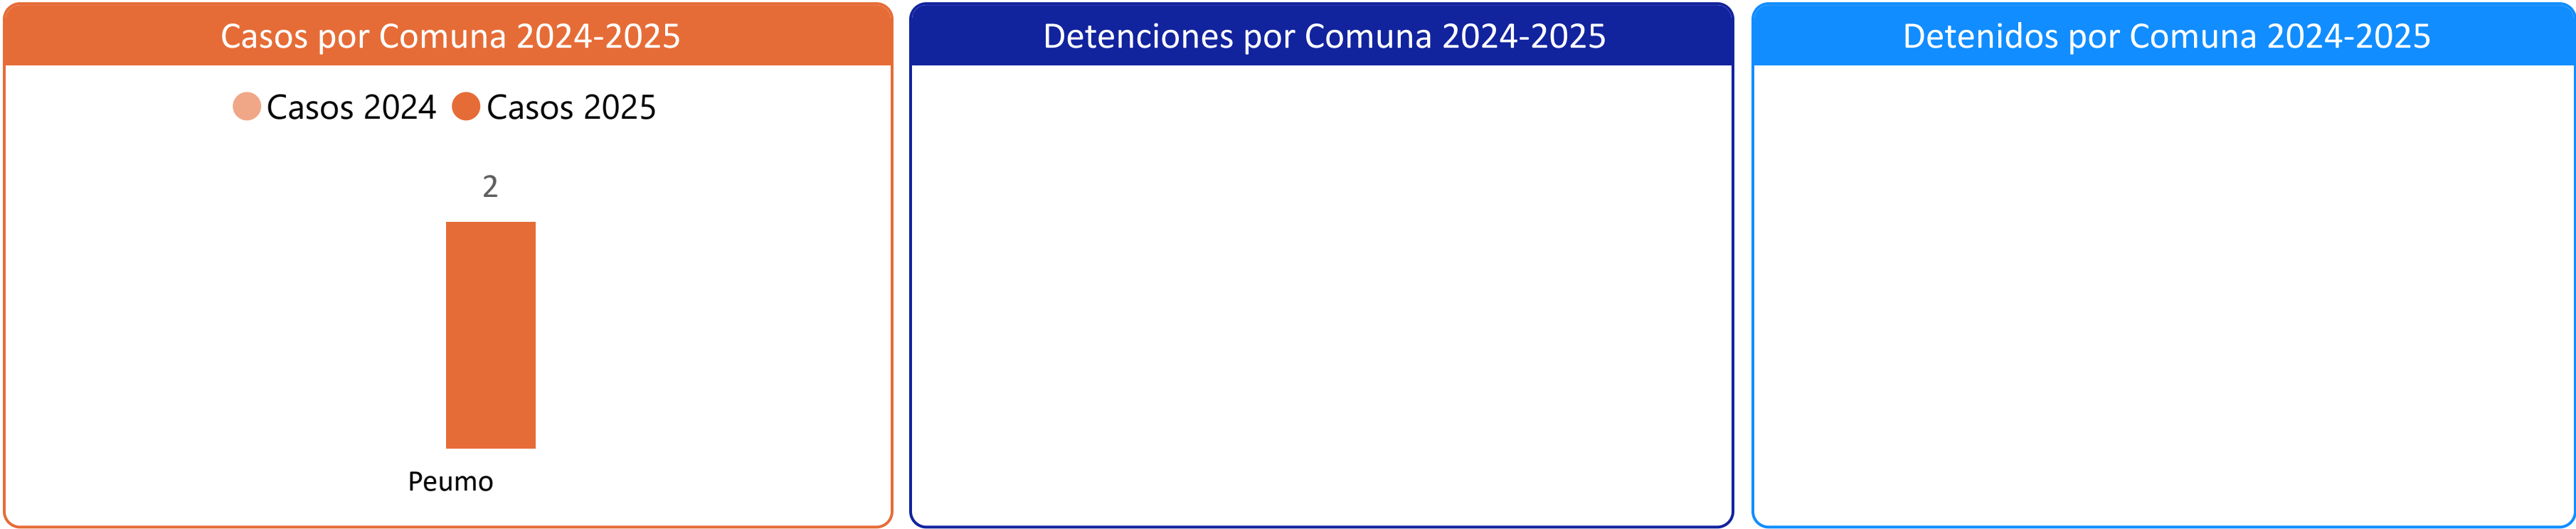 Casos por Comuna 2024-2025
Casos 2024 Casos 2025
2
Peumo
Detenciones por Comuna 2024-2025
Detenidos por Comuna 2024-2025